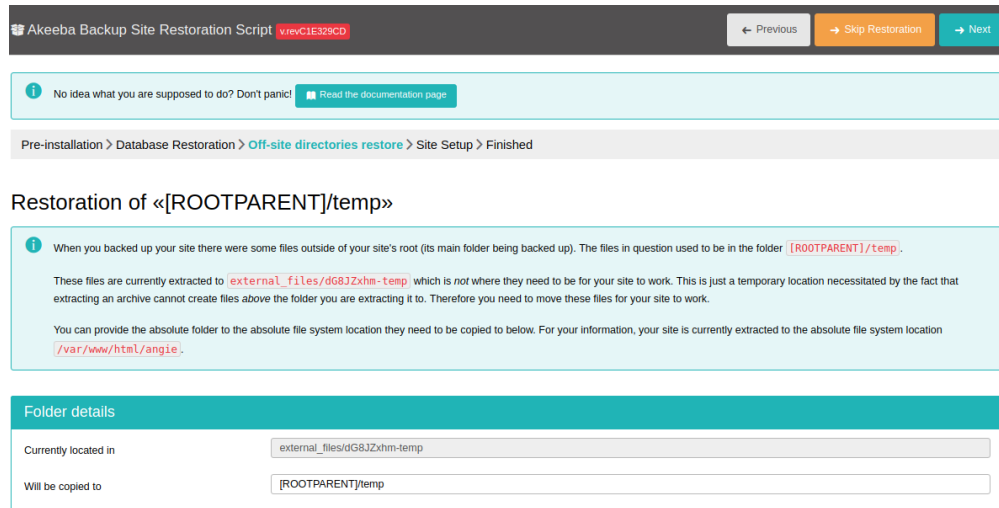 Akeeba Backup Site Restoration Script v.revC1E329CD
← Previous
→ Skip Restoration
→ Next
No idea what you are supposed to do? Don't panic! Read the documentation page
Pre-installation > Database Restoration > Off-site directories restore > Site Setup > Finished
Restoration of «[ROOTPARENT]/temp»
When you backed up your site there were some files outside of your site's root (its main folder being backed up). The files in question used to be in the folder [ROOTPARENT]/temp.
These files are currently extracted to external_files/dG8JZxhm-temp which is not where they need to be for your site to work. This is just a temporary location necessitated by the fact that
extracting an archive cannot create files above the folder you are extracting it to. Therefore you need to move these files for your site to work.
You can provide the absolute folder to the absolute file system location they need to be copied to below. For your information, your site is currently extracted to the absolute file system location
/var/www/html/angie.
Folder details
Currently located in external_files/dG8JZxhm-temp
Will be copied to [ROOTPARENT]/temp